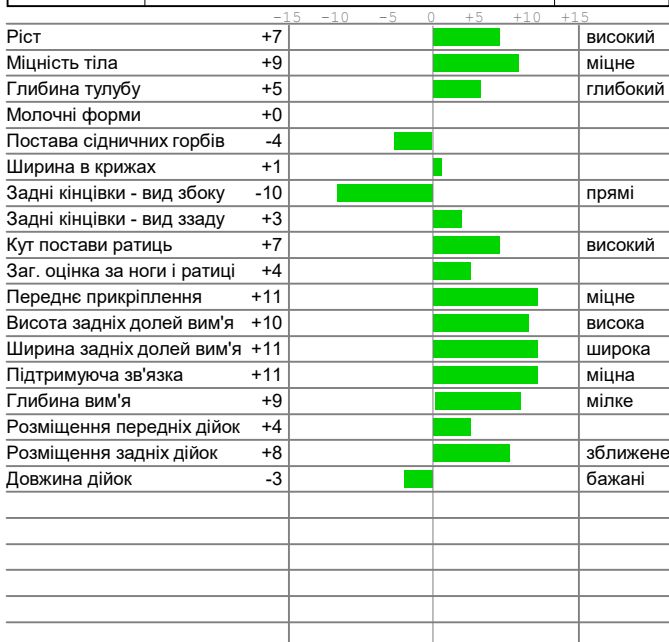 -15 -10 -5 0 +5 +10 +15
Ріст +7 високий
Міцність тіла +9 міцне
Глибина тулубу +5 глибокий
Молочні форми +0
Постава сідничних горбів -4
Ширина в крижах +1
Задні кінцівки - вид збоку -10 прямі
Задні кінцівки - вид ззаду +3
Кут постави ратиць +7 високий
Заг. оцінка за ноги і ратиці +4
Переднє прикріплення +11 міцне
Висота задніх долей вим'я +10 висока
Ширина задніх долей вим'я +11 широка
Підтримуюча зв'язка +11 міцна
Глибина вим'я +9 мілке
Розміщення передніх дійок +4
Розміщення задніх дійок +8 зближене
Довжина дійок -3 бажані